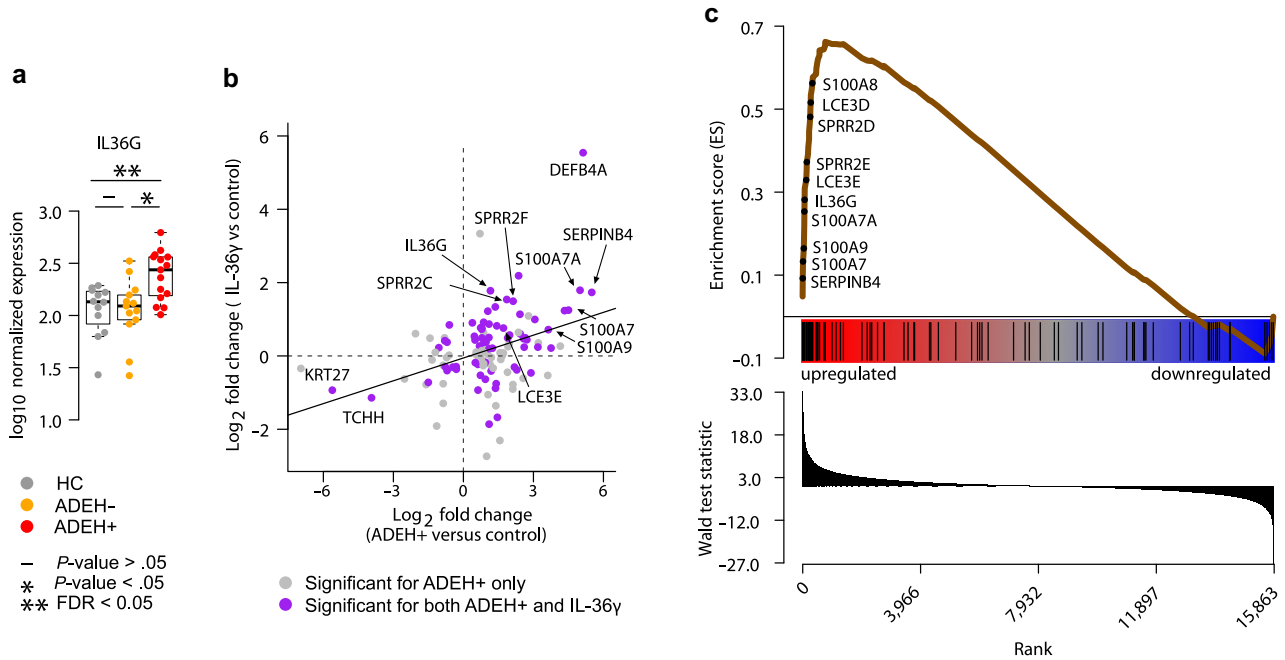 a
IL36G
**
– *
log10 normalized expression
3.0
2.5
2.0
1.5
1.0
HC
ADEH–
ADEH+
– P-value > .05
* P-value < .05
** FDR < 0.05
b
Log2 fold change ( IL-36γ vs control)
6
4
2
0
–2
DEFB4A
SPRR2F
IL36G
SERPINB4
S100A7A
SPRR2C
S100A7
S100A9
KRT27
LCE3E
TCHH
–6 –3 0 3 6
Log2 fold change
(ADEH+ versus control)
Significant for ADEH+ only
Significant for both ADEH+ and IL-36γ
c
Enrichment score (ES)
0.7
0.5
0.3
0.1
–0.1
S100A8
LCE3D
SPRR2D
SPRR2E
LCE3E
IL36G
S100A7A
S100A9
S100A7
SERPINB4
upregulated downregulated
Wald test statistic
33.0
18.0
3.0
–12.0
–27.0
0 3,966 7,932 11,897 15,863
Rank